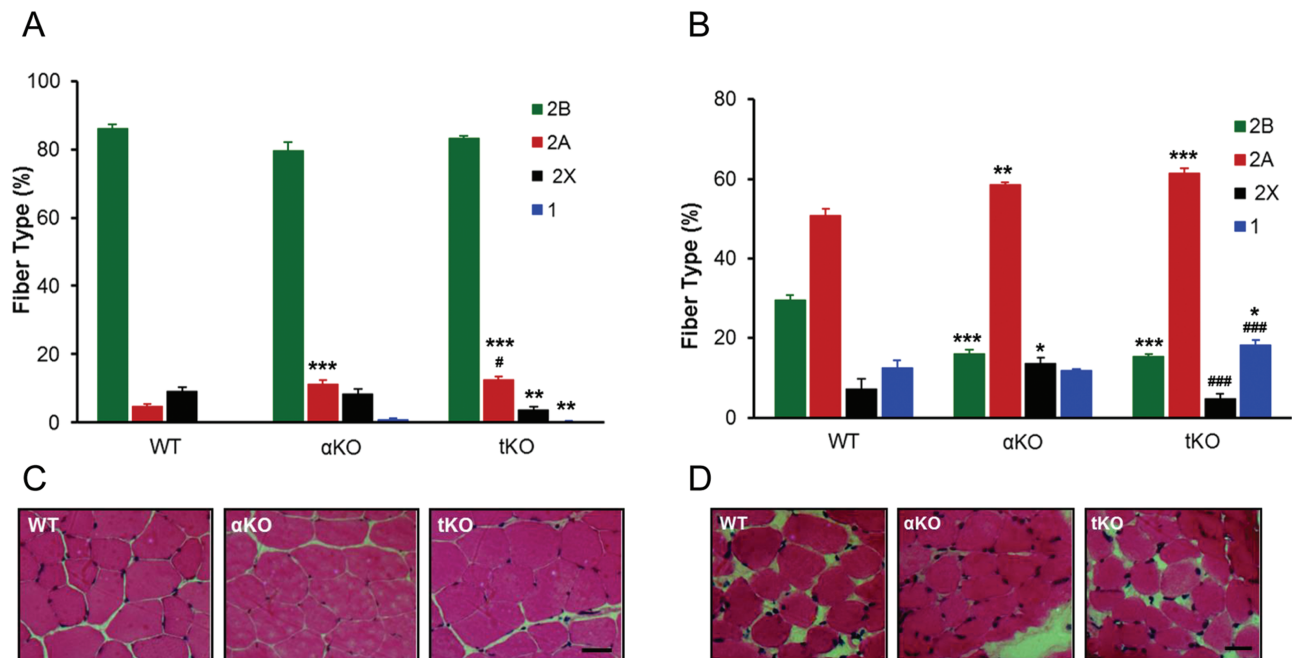 A
100
80
60
40
20
0
Fiber Type (%)
2B
2A
2X
1
***
***
#
**
**
WT
αKO
tKO
B
80
60
40
20
0
Fiber Type (%)
2B
2A
2X
1
***
**
*
***
***
###
*
###
WT
αKO
tKO
C
WT
αKO
tKO
D
WT
αKO
tKO